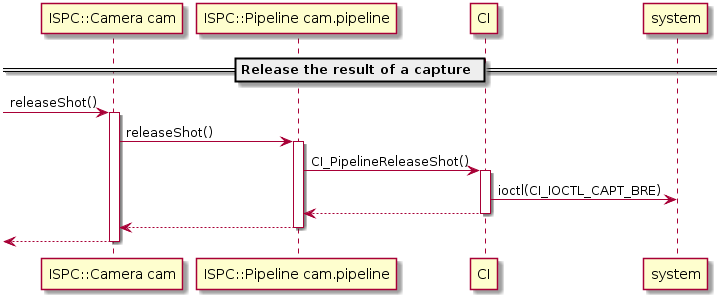 ISPC::Camera cam
ISPC::Pipeline cam.pipeline
CI
system
Release the result of a capture
releaseShot()
releaseShot()
CI_PipelineReleaseShot()
ioctl(CI_IOCTL_CAPT_BRE)
ISPC::Camera cam
ISPC::Pipeline cam.pipeline
CI
system